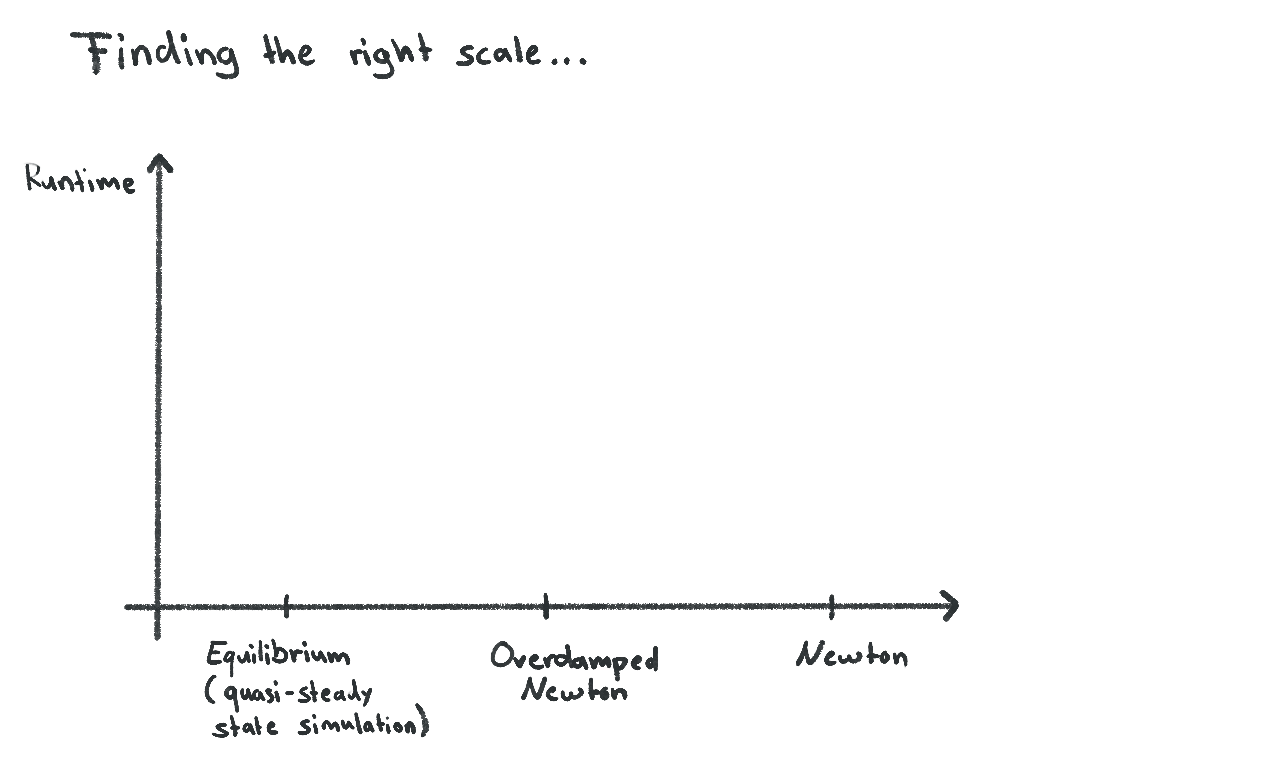 Finding the right scale...
Runtime
Equilibrium
(quasi-steady
state simulation)
Overdamped
Newton
Newton